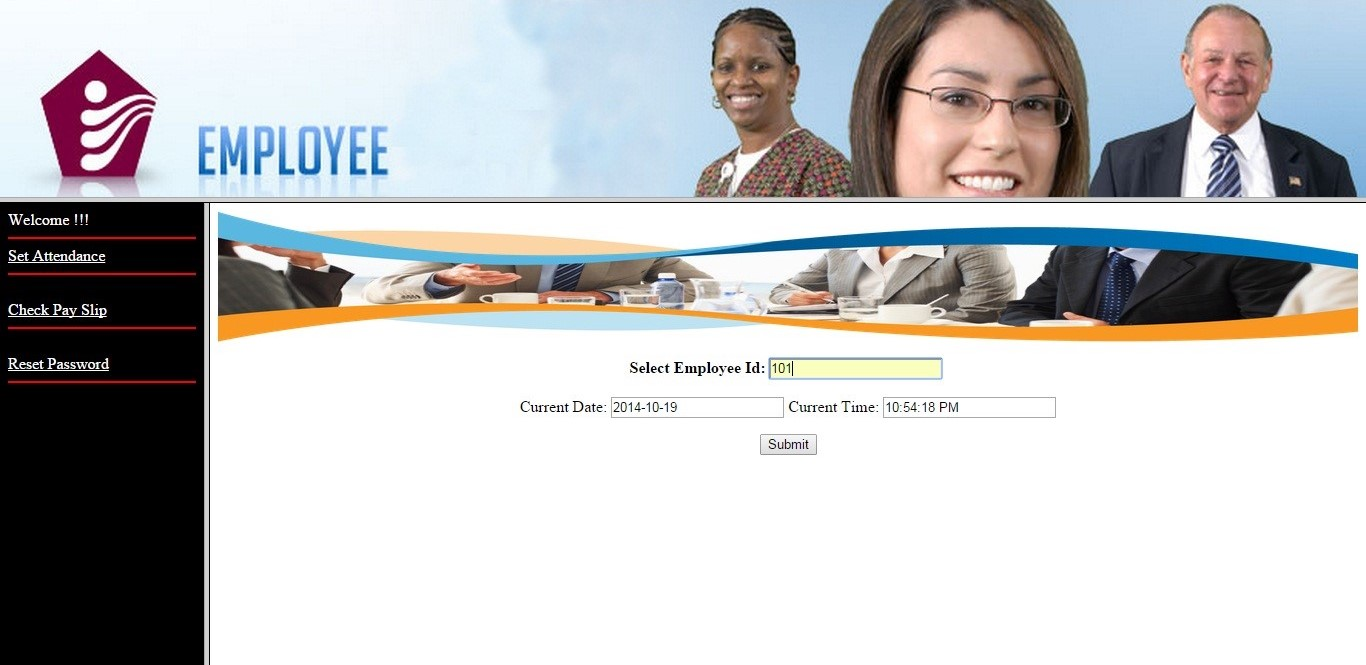 EMPLOYEE
Welcome !!!
Set Attendance
Check Pay Slip
Reset Password
Select Employee Id: 101
Current Date: 2014-10-19 Current Time: 10:54:18 PM
Submit